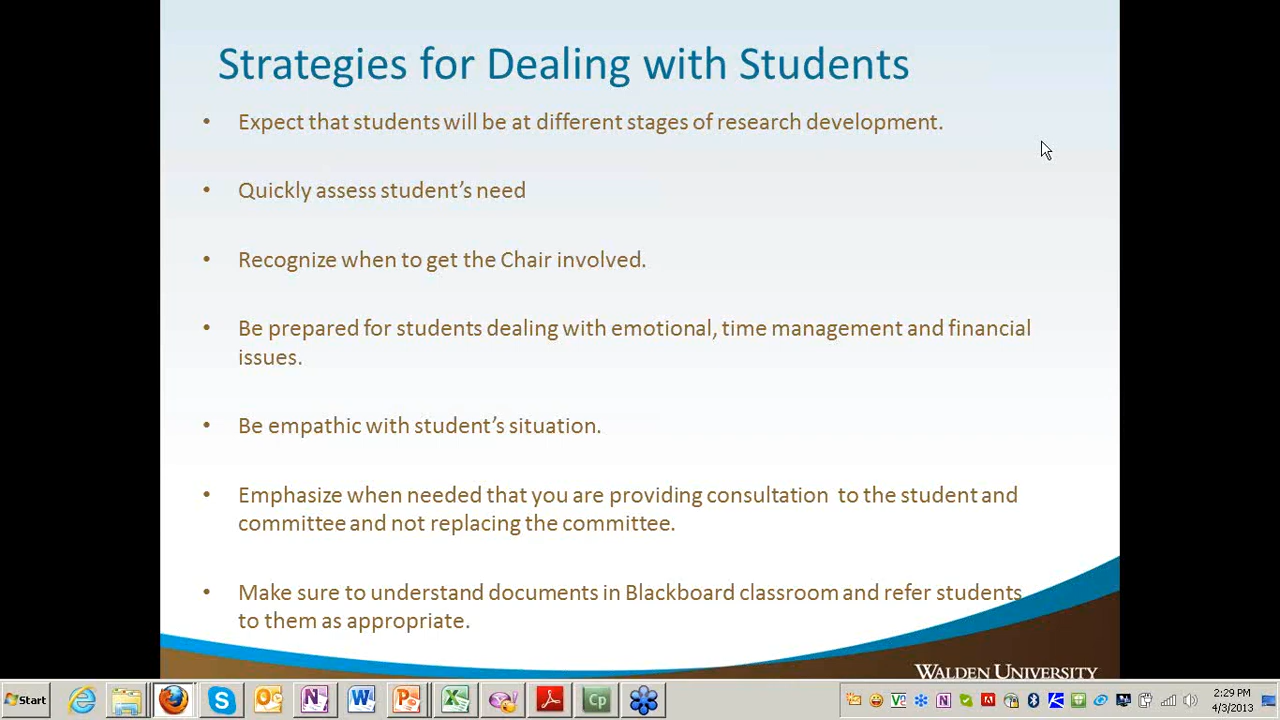 Strategies for Dealing with Students
• Expect that students will be at different stages of research development.
• Quickly assess student’s need
• Recognize when to get the Chair involved.
• Be prepared for students dealing with emotional, time management and financial
issues.
• Be empathic with student’s situation.
• Emphasize when needed that you are providing consultation  to the student and
committee and not replacing the committee.
• Make sure to understand documents in Blackboard classroom and refer students
to them as appropriate.
WALDEN UNIVERSITY
Start
2:29 PM
4/3/2013